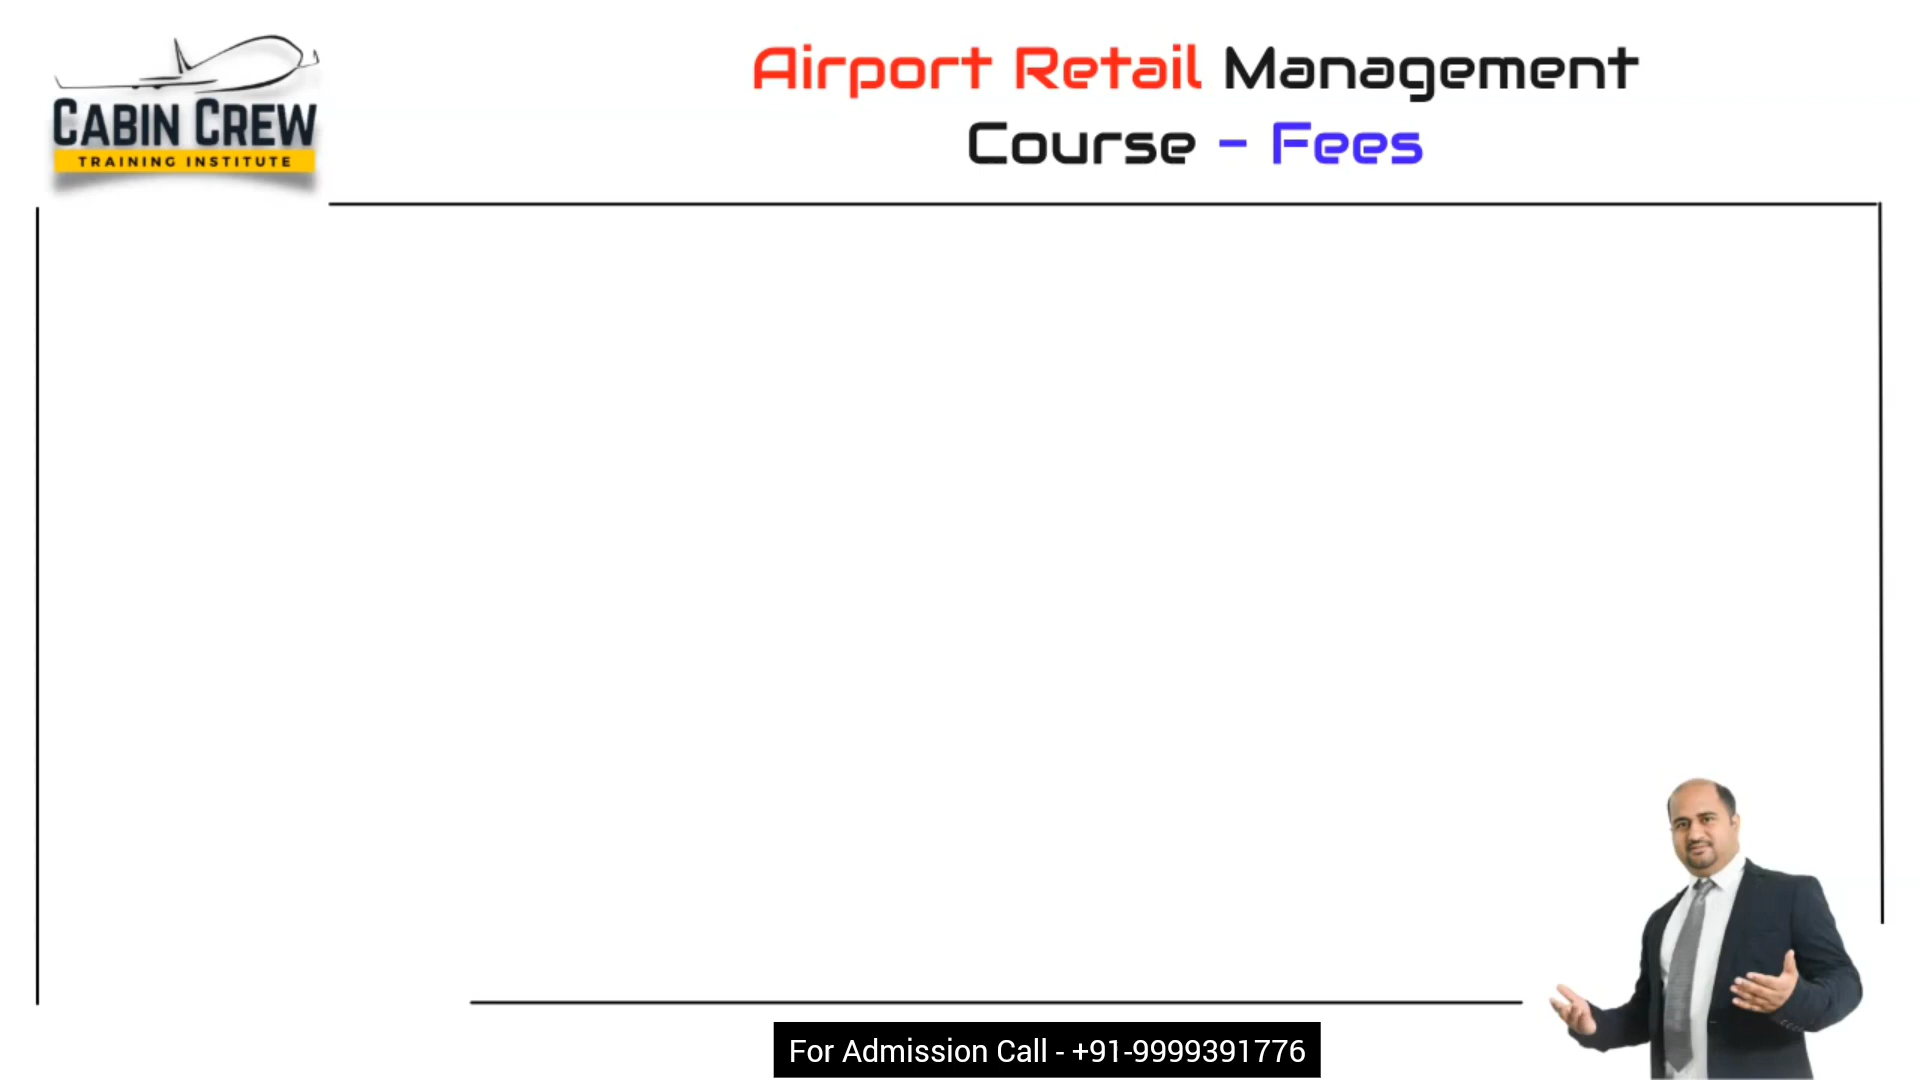 CABIN CREW
TRAINING INSTITUTE
Airport Retail Management
Course - Fees
For Admission Call - +91-9999391776